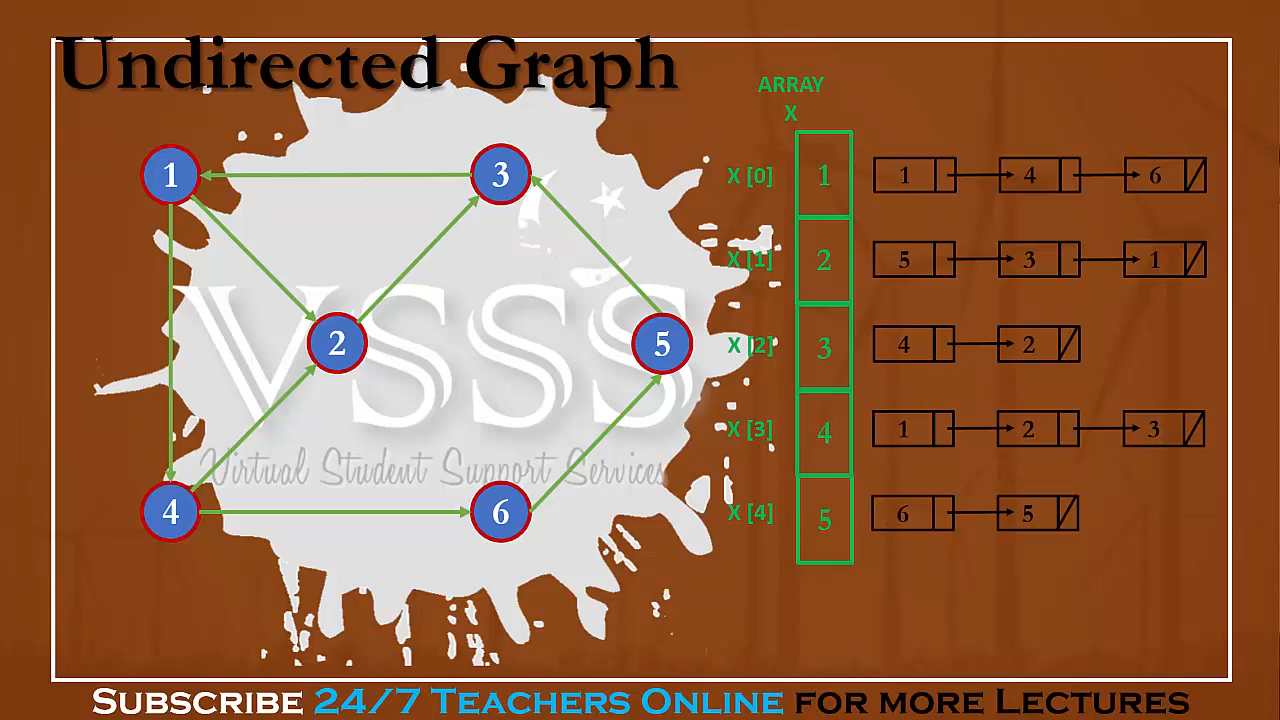 Undirected Graph
ARRAY
X
1
3
X [0] 1 1 4 6
X [1] 2 5 3 1
2
5
X [2] 3 4 2
VSSS
X [3] 4 1 2 3
Virtual Student Support Services
4
6
X [4] 5 6 5
SUBSCRIBE 24/7 TEACHERS ONLINE FOR MORE LECTURES